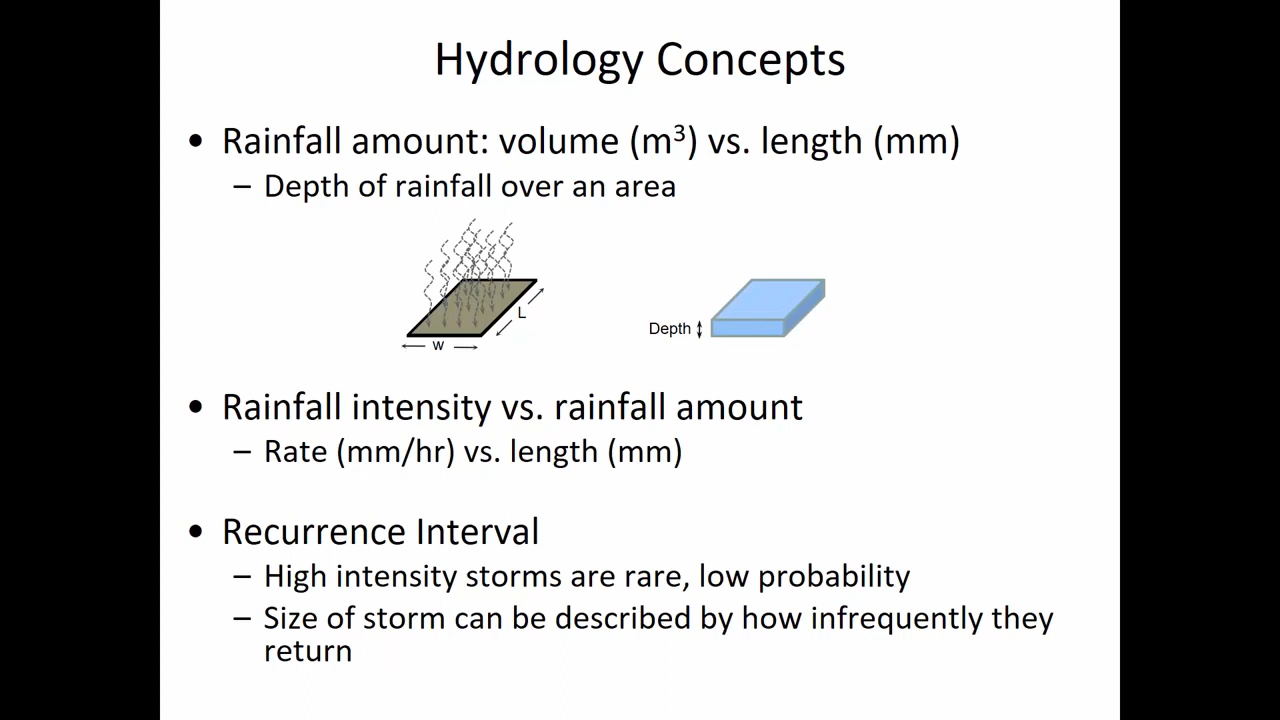 Hydrology Concepts
• Rainfall amount: volume (m³) vs. length (mm)
– Depth of rainfall over an area
L
W
Depth
• Rainfall intensity vs. rainfall amount
– Rate (mm/hr) vs. length (mm)
• Recurrence Interval
– High intensity storms are rare, low probability
– Size of storm can be described by how infrequently they
return